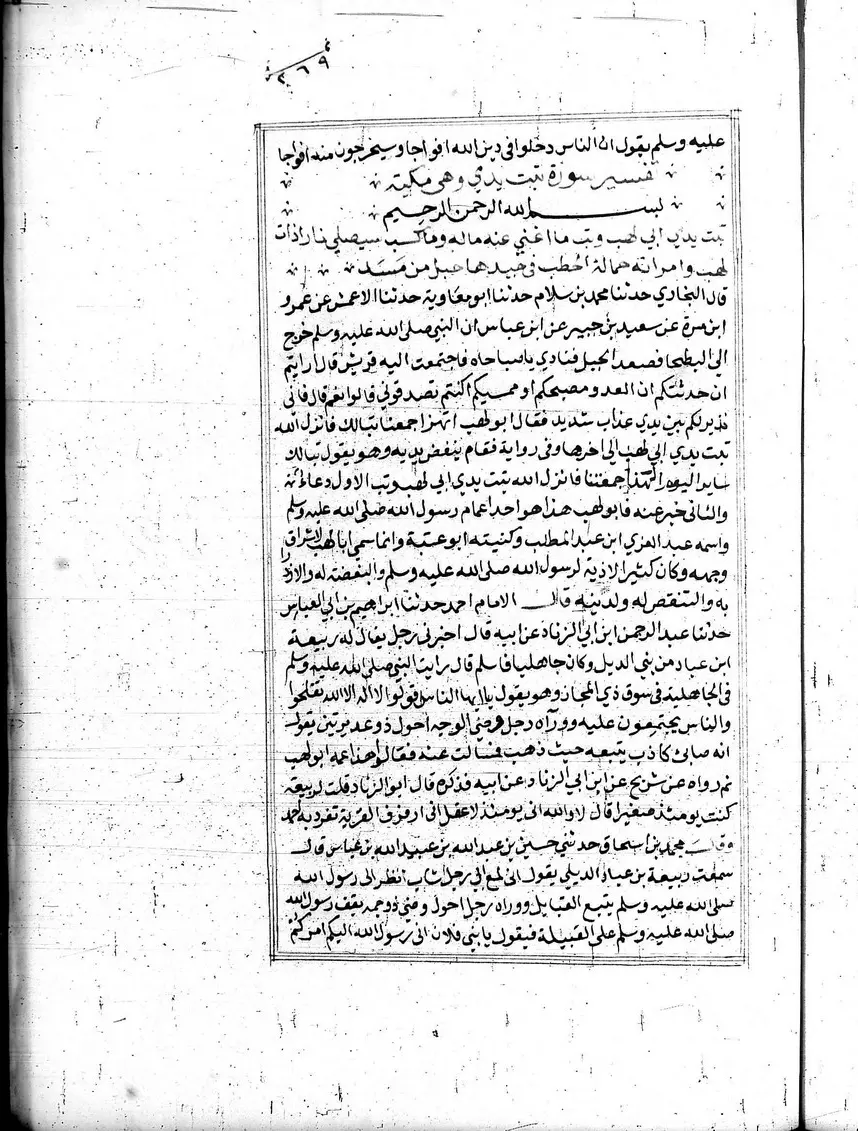 ٢٦٩
عليه وسلم يقول ان الناس دخلوا في دين الله افواجا وسيخرجون منه افواجا
تفسير سورة تبت يدي وهي مكية
بسم الله الرحمن الرحيم
تبت يدي ابي لهب وتب ما اغني عنه ماله وما كسب سيصلي نارا ذات
لهب وامراته حمالة الحطب في جيدها حبل من مسد
قال البخاري حدثنا محمد بن سلام حدثنا ابو معاوية حدثنا الاعمش عن عمرو
ابن مرة عن سعيد بن جبير عن ابن عباس ان النبي صلى الله عليه وسلم خرج
الي البطحا فصعد الجبل فنادي يا صباحاه فاجتمعت اليه قريش قال ارايتم
ان حدثتكم ان العدو مصبحكم او ممسيكم اكنتم تصدقوني قالوا نعم قال فاني
نذير لكم بين يدي عذاب شديد فقال ابو لهب الهذا جمعتنا تبا لك فانزل الله
تبت يدي ابي لهب الي اخرها وفي رواية فقام ينفض يديه وهو يقول تبا لك
ساير اليوم الهذا جمعتنا فانزل الله تبت يدي ابي لهب وتب الاول دعاء عليه
والثاني خبر عنه فابو لهب هذا هو احد اعمام رسول الله صلى الله عليه وسلم
واسمه عبد العزي ابن عبد المطلب وكنيته ابو عتبة وانما سمي ابا لهب لاشراق
وجهه وكان كثير الاذية لرسول الله صلى الله عليه وسلم والبغضة له والازدرا
به والتنقص له ولدينه قال الامام احمد حدثنا ابراهيم بن ابي العباس
حدثنا عبد الرحمن ابن ابي الزناد عن ابيه قال اخبرني رجل يقال له ربيعة
ابن عباد من بني الديل وكان جاهليا فاسلم قال رايت النبي صلى الله عليه وسلم
في الجاهلية في سوق ذي المجاز وهو يقول يا ايها الناس قولوا لا اله الا الله تفلحوا
والناس يجتمعون عليه وورآه رجل وضي الوجه احول ذو غديرتين يقول
انه صابئ كاذب يتبعه حيث ذهب فسالت عنه فقالوا هذا عمه ابو لهب
ثم رواه عن شريح عن ابن ابي الزناد عن ابيه فذكره قال ابو الزناد قلت لربيعة
كنت يومئذ صغيرا قال لا والله اني يومئذ لاعقل اني ازفر القربة تفرد به احمد
وقال محمد بن اسحاق حدثني حسين بن عبد الله بن عبيد الله بن عباس قال
سمعت ربيعة بن عباد الديلي يقول اني لمع ابي رجل شاب انظر الى رسول الله
صلى الله عليه وسلم يتبع القبايل ووراه رجل احول وضي ذو جمه يقف رسول الله
صلى الله عليه وسلم على القبيلة فيقول يا بني فلان اني رسول الله اليكم امركم